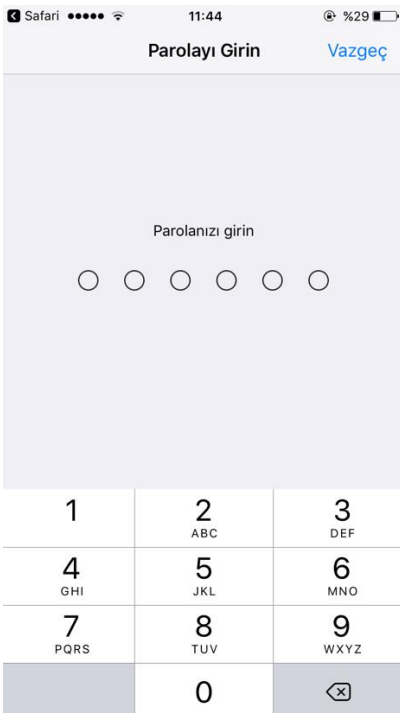 Safari 11:44 %29
Parolayı Girin Vazgeç
Parolanızı girin
1 2 3
ABC DEF
4 5 6
GHI JKL MNO
7 8 9
PQRS TUV WXYZ
0